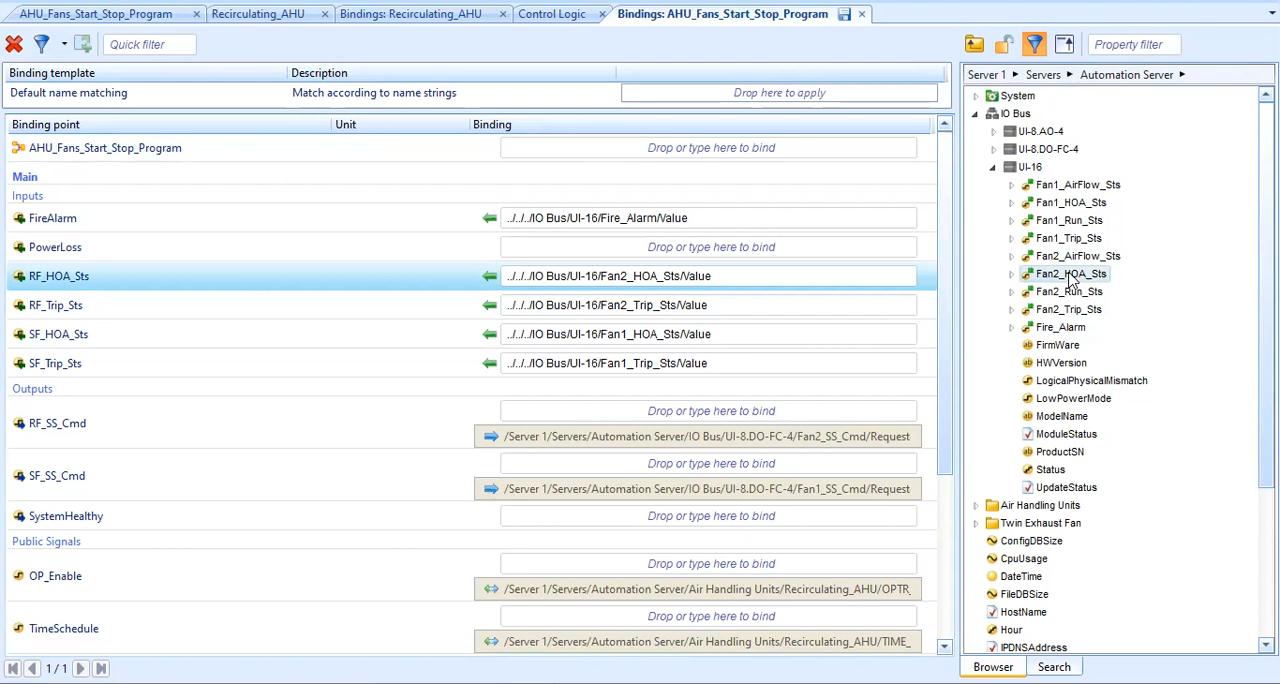 AHU_Fans_Start_Stop_Program × Recirculating_AHU × Bindings: Recirculating_AHU × Control Logic × Bindings: AHU_Fans_Start_Stop_Program ×
Quick filter
Property filter
Binding template Description
Default name matching Match according to name strings Drop here to apply
Binding point Unit Binding
AHU_Fans_Start_Stop_Program Drop or type here to bind
Main
Inputs
FireAlarm ../../../IO Bus/UI-16/Fire_Alarm/Value
PowerLoss Drop or type here to bind
RF_HOA_Sts ../../../IO Bus/UI-16/Fan2_HOA_Sts/Value
RF_Trip_Sts ../../../IO Bus/UI-16/Fan2_Trip_Sts/Value
SF_HOA_Sts ../../../IO Bus/UI-16/Fan1_HOA_Sts/Value
SF_Trip_Sts ../../../IO Bus/UI-16/Fan1_Trip_Sts/Value
Outputs
Drop or type here to bind
RF_SS_Cmd
/Server 1/Servers/Automation Server/IO Bus/UI-8.DO-FC-4/Fan2_SS_Cmd/Request
Drop or type here to bind
SF_SS_Cmd
/Server 1/Servers/Automation Server/IO Bus/UI-8.DO-FC-4/Fan1_SS_Cmd/Request
SystemHealthy Drop or type here to bind
Public Signals
Drop or type here to bind
OP_Enable
/Server 1/Servers/Automation Server/Air Handling Units/Recirculating_AHU/OPTR_
Drop or type here to bind
TimeSchedule
/Server 1/Servers/Automation Server/Air Handling Units/Recirculating_AHU/TIME_
1 / 1
Server 1 Servers Automation Server
System
IO Bus
UI-8.AO-4
UI-8.DO-FC-4
UI-16
Fan1_AirFlow_Sts
Fan1_HOA_Sts
Fan1_Run_Sts
Fan1_Trip_Sts
Fan2_AirFlow_Sts
Fan2_HOA_Sts
Fan2_Run_Sts
Fan2_Trip_Sts
Fire_Alarm
FirmWare
HWVersion
LogicalPhysicalMismatch
LowPowerMode
ModelName
ModuleStatus
ProductSN
Status
UpdateStatus
Air Handling Units
Twin Exhaust Fan
ConfigDBSize
CpuUsage
DateTime
FileDBSize
HostName
Hour
IPDNSAddress
Browser Search